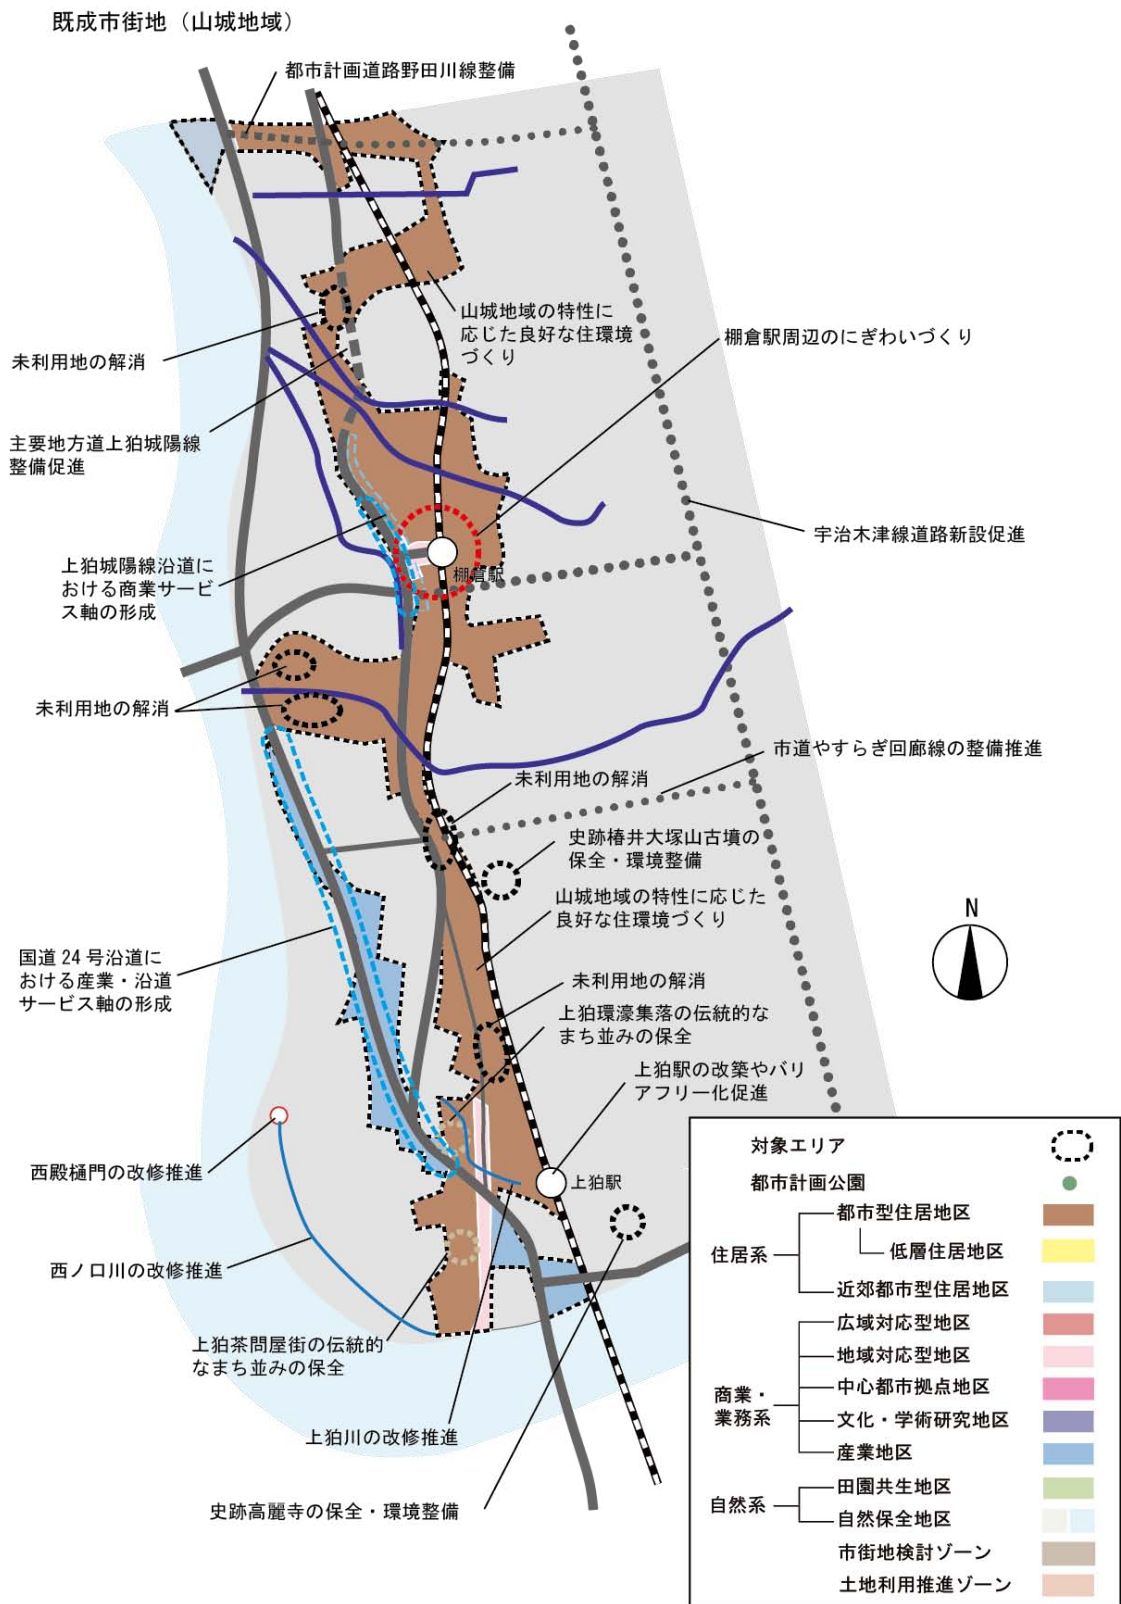 既成市街地（山城地域）
都市計画道路野田川線整備
山城地域の特性に
応じた良好な住環境
づくり
棚倉駅周辺のにぎわいづくり
未利用地の解消
主要地方道上狛城陽線
整備促進
宇治木津線道路新設促進
上狛城陽線沿道に
おける商業サービ
ス軸の形成
棚倉駅
未利用地の解消
市道やすらぎ回廊線の整備推進
未利用地の解消
史跡椿井大塚山古墳の
保全・環境整備
山城地域の特性に応じた
良好な住環境づくり
N
国道24号沿道に
おける産業・沿道
サービス軸の形成
未利用地の解消
上狛環濠集落の伝統的な
まち並みの保全
上狛駅の改築やバリ
アフリー化促進
西殿樋門の改修推進
上狛駅
西ノ口川の改修推進
上狛茶問屋街の伝統的
なまち並みの保全
上狛川の改修推進
史跡高麗寺の保全・環境整備
対象エリア
都市計画公園
住居系
都市型住居地区
低層住居地区
近郊都市型住居地区
商業・
業務系
広域対応型地区
地域対応型地区
中心都市拠点地区
文化・学術研究地区
産業地区
自然系
田園共生地区
自然保全地区
市街地検討ゾーン
土地利用推進ゾーン